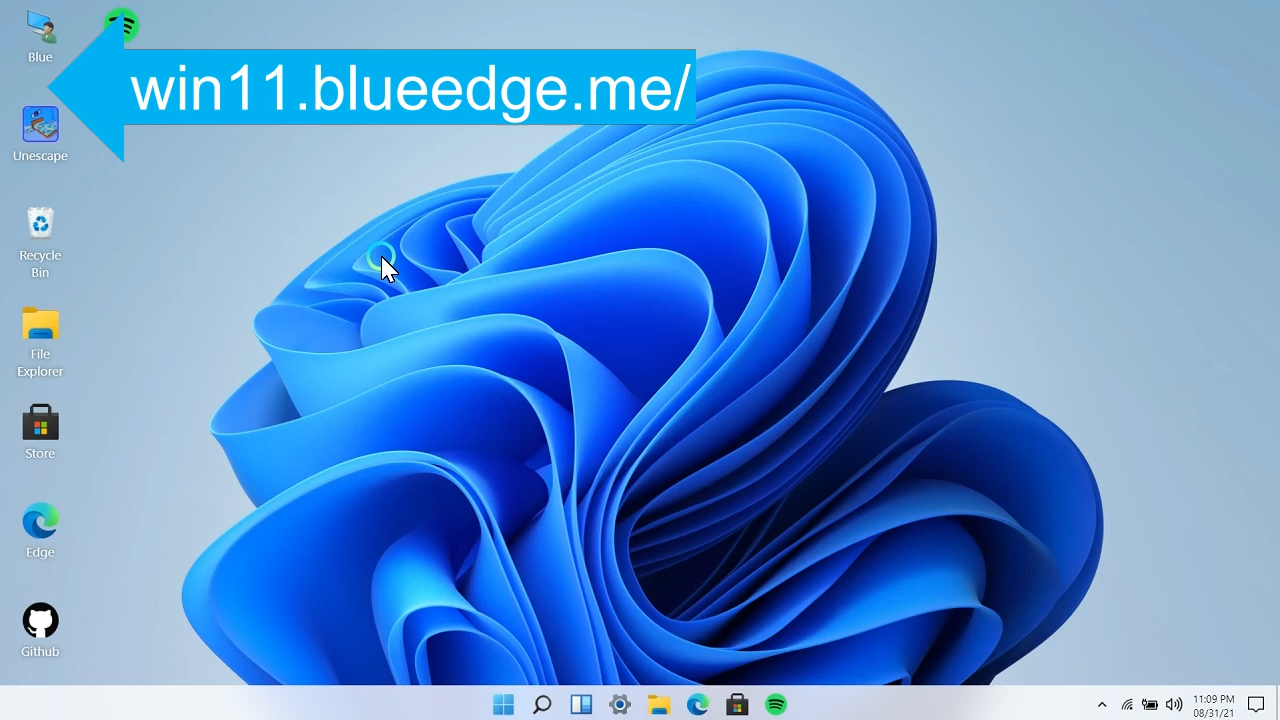 Blue
win11.blueedge.me/
Unescape
Recycle
Bin
File
Explorer
Store
Edge
Github
11:09 PM
08/31/21